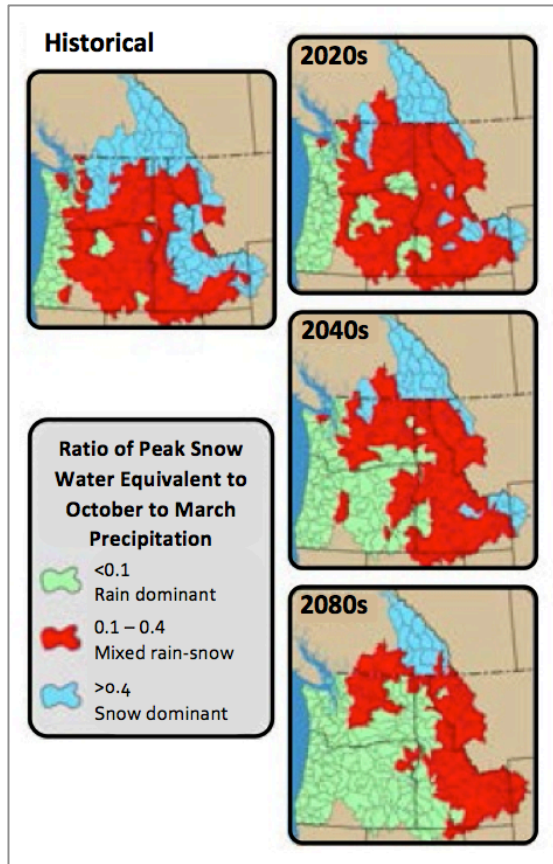 Historical
2020s
2040s
Ratio of Peak Snow
Water Equivalent to
October to March
Precipitation
<0.1
Rain dominant
0.1 – 0.4
Mixed rain-snow
>0.4
Snow dominant
2080s